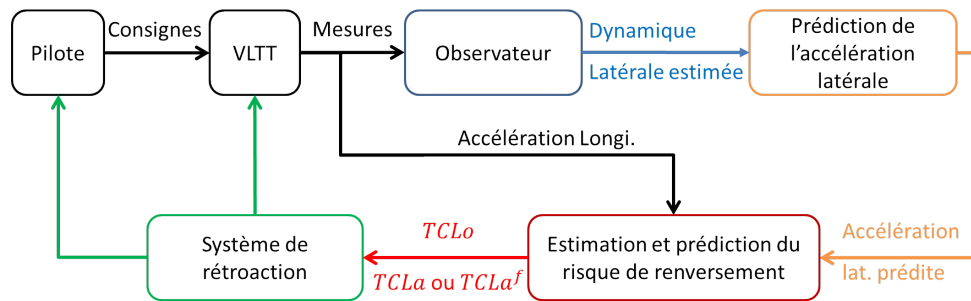 Pilote
Consignes
VLTT
Mesures
Observateur
Dynamique
Latérale estimée
Prédiction de
l'accélération
latérale
Accélération Longi.
Système de
rétroaction
TCLo
TCLa ou TCLa^f
Estimation et prédiction du
risque de renversement
Accélération
lat. prédite